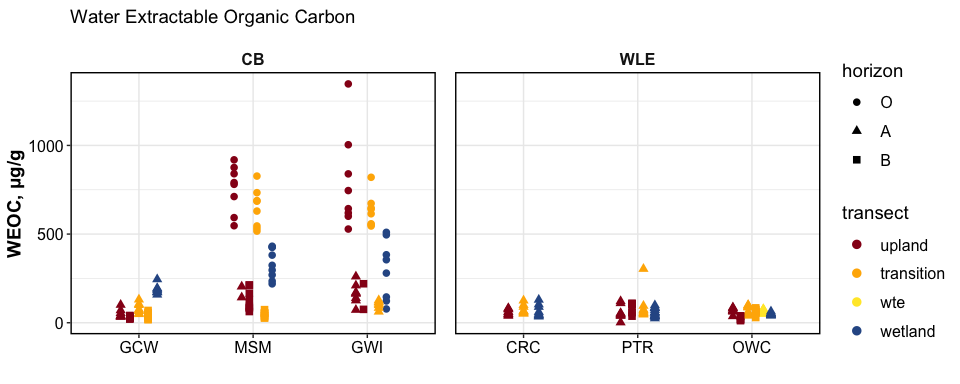 Water Extractable Organic Carbon
CB
WLE
WEOC, µg/g
1000
500
0
GCW
MSM
GWI
CRC
PTR
OWC
horizon
O
A
B
transect
upland
transition
wte
wetland